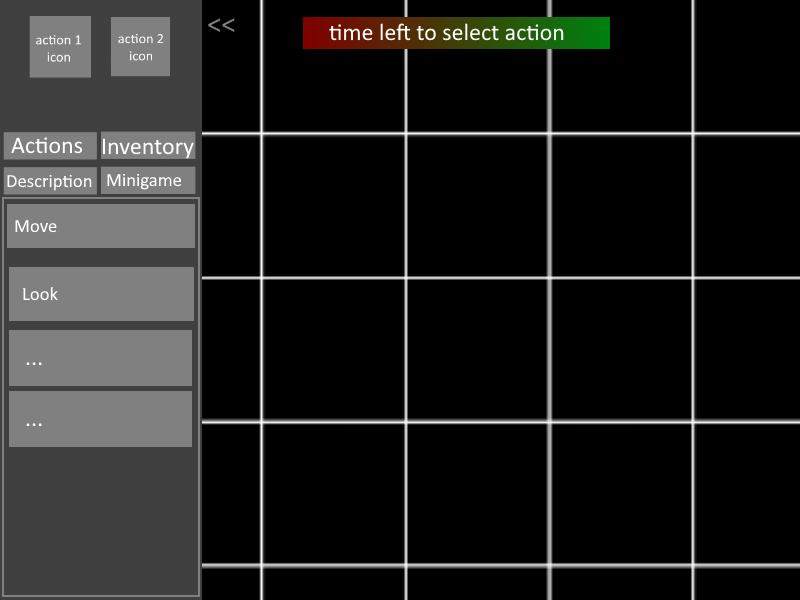 action 1
icon
action 2
icon
<<
time left to select action
Actions
Inventory
Description
Minigame
Move
Look
...
...